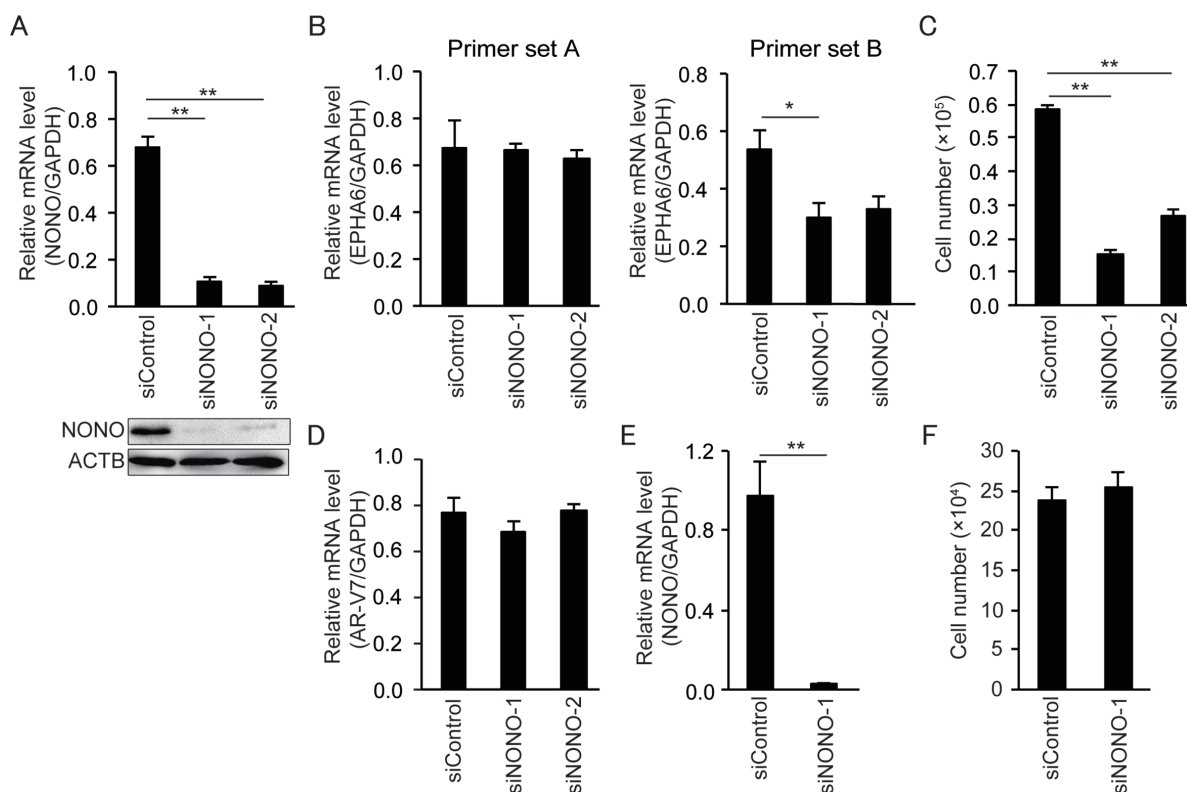 A
Relative mRNA level
(NONO/GAPDH)
1.0
0.8
0.6
0.4
0.2
0.0
**
**
siControl
siNONO-1
siNONO-2
NONO
ACTB
B
Primer set A
Relative mRNA level
(EPHA6/GAPDH)
1.0
0.8
0.6
0.4
0.2
0.0
siControl
siNONO-1
siNONO-2
Primer set B
Relative mRNA level
(EPHA6/GAPDH)
0.8
0.6
0.4
0.2
0.0
*
siControl
siNONO-1
siNONO-2
C
Cell number (×10⁵)
0.7
0.6
0.5
0.4
0.3
0.2
0.1
0.0
**
**
siControl
siNONO-1
siNONO-2
D
Relative mRNA level
(AR-V7/GAPDH)
1.0
0.8
0.6
0.4
0.2
0.0
siControl
siNONO-1
siNONO-2
E
Relative mRNA level
(NONO/GAPDH)
1.2
0.8
0.4
0.0
**
siControl
siNONO-1
F
Cell number (×10⁴)
30
25
20
15
10
5
0
siControl
siNONO-1